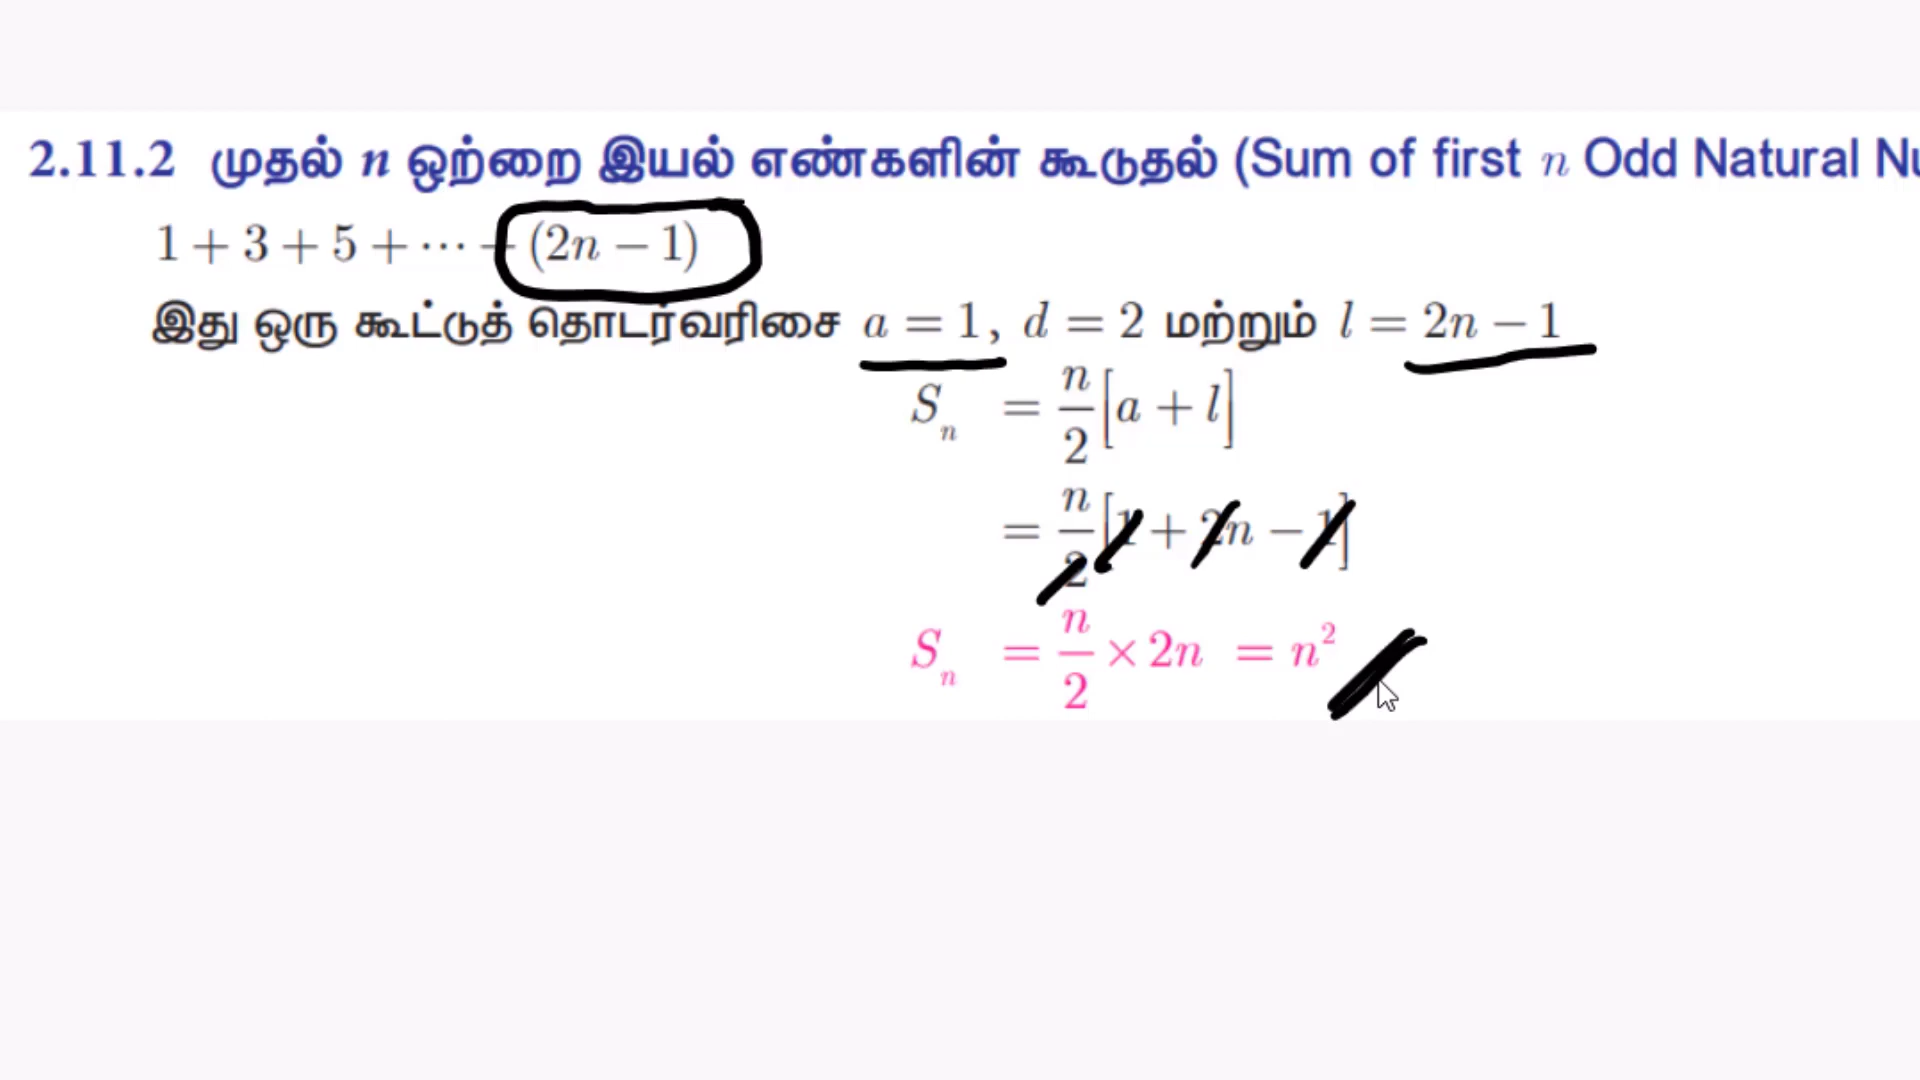 2.11.2 முதல் n ஒற்றை இயல் எண்களின் கூடுதல் (Sum of first n Odd Natural
1 + 3 + 5 + ⋯ + (2n − 1)
இது ஒரு கூட்டுத் தொடர்வரிசை a = 1, d = 2 மற்றும் l = 2n − 1
Sₙ = n/2 [a + l]
= n/2 [1 + 2n − 1]
Sₙ = n/2 × 2n = n²